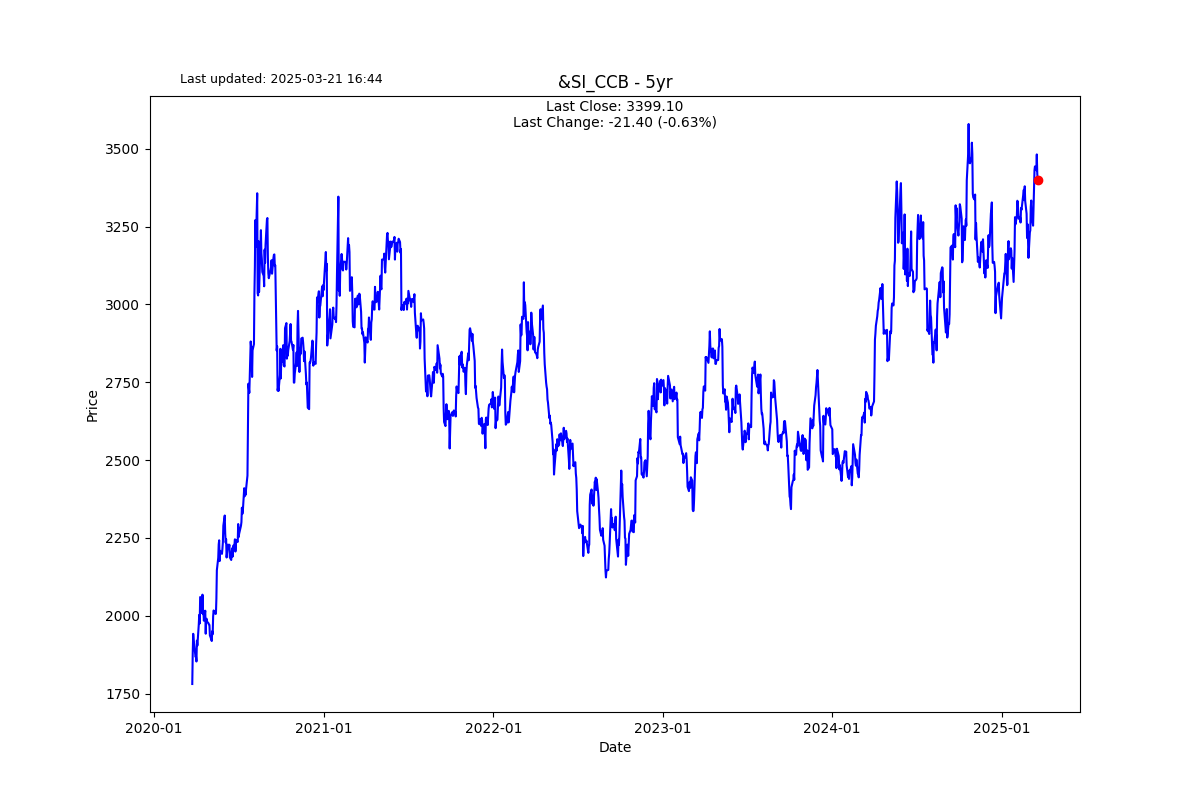 Last updated: 2025-03-21 16:44
&SI_CCB - 5yr
Last Close: 3399.10
Last Change: -21.40 (-0.63%)
3500
3250
3000
2750
2500
2250
2000
1750
Price
2020-01 2021-01 2022-01 2023-01 2024-01 2025-01
Date